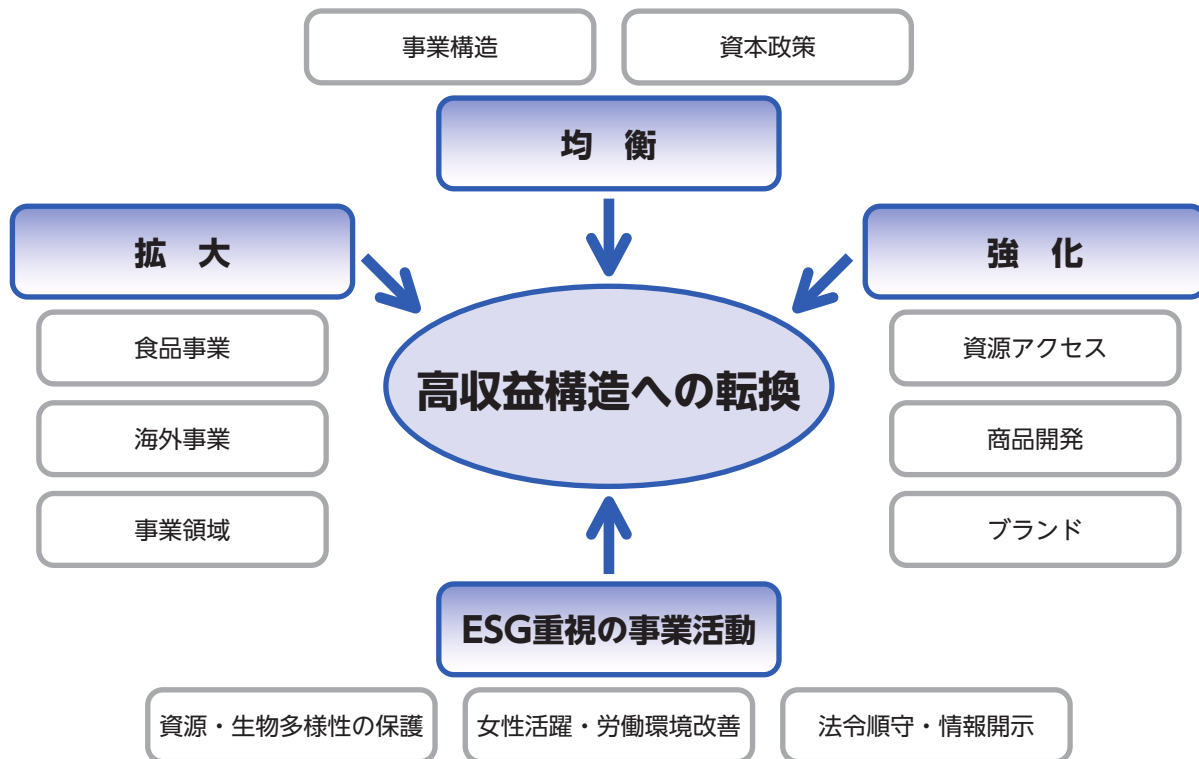 事業構造
資本政策
均 衡
拡 大
強 化
食品事業
海外事業
事業領域
高収益構造への転換
資源アクセス
商品開発
ブランド
ESG重視の事業活動
資源・生物多様性の保護
女性活躍・労働環境改善
法令順守・情報開示